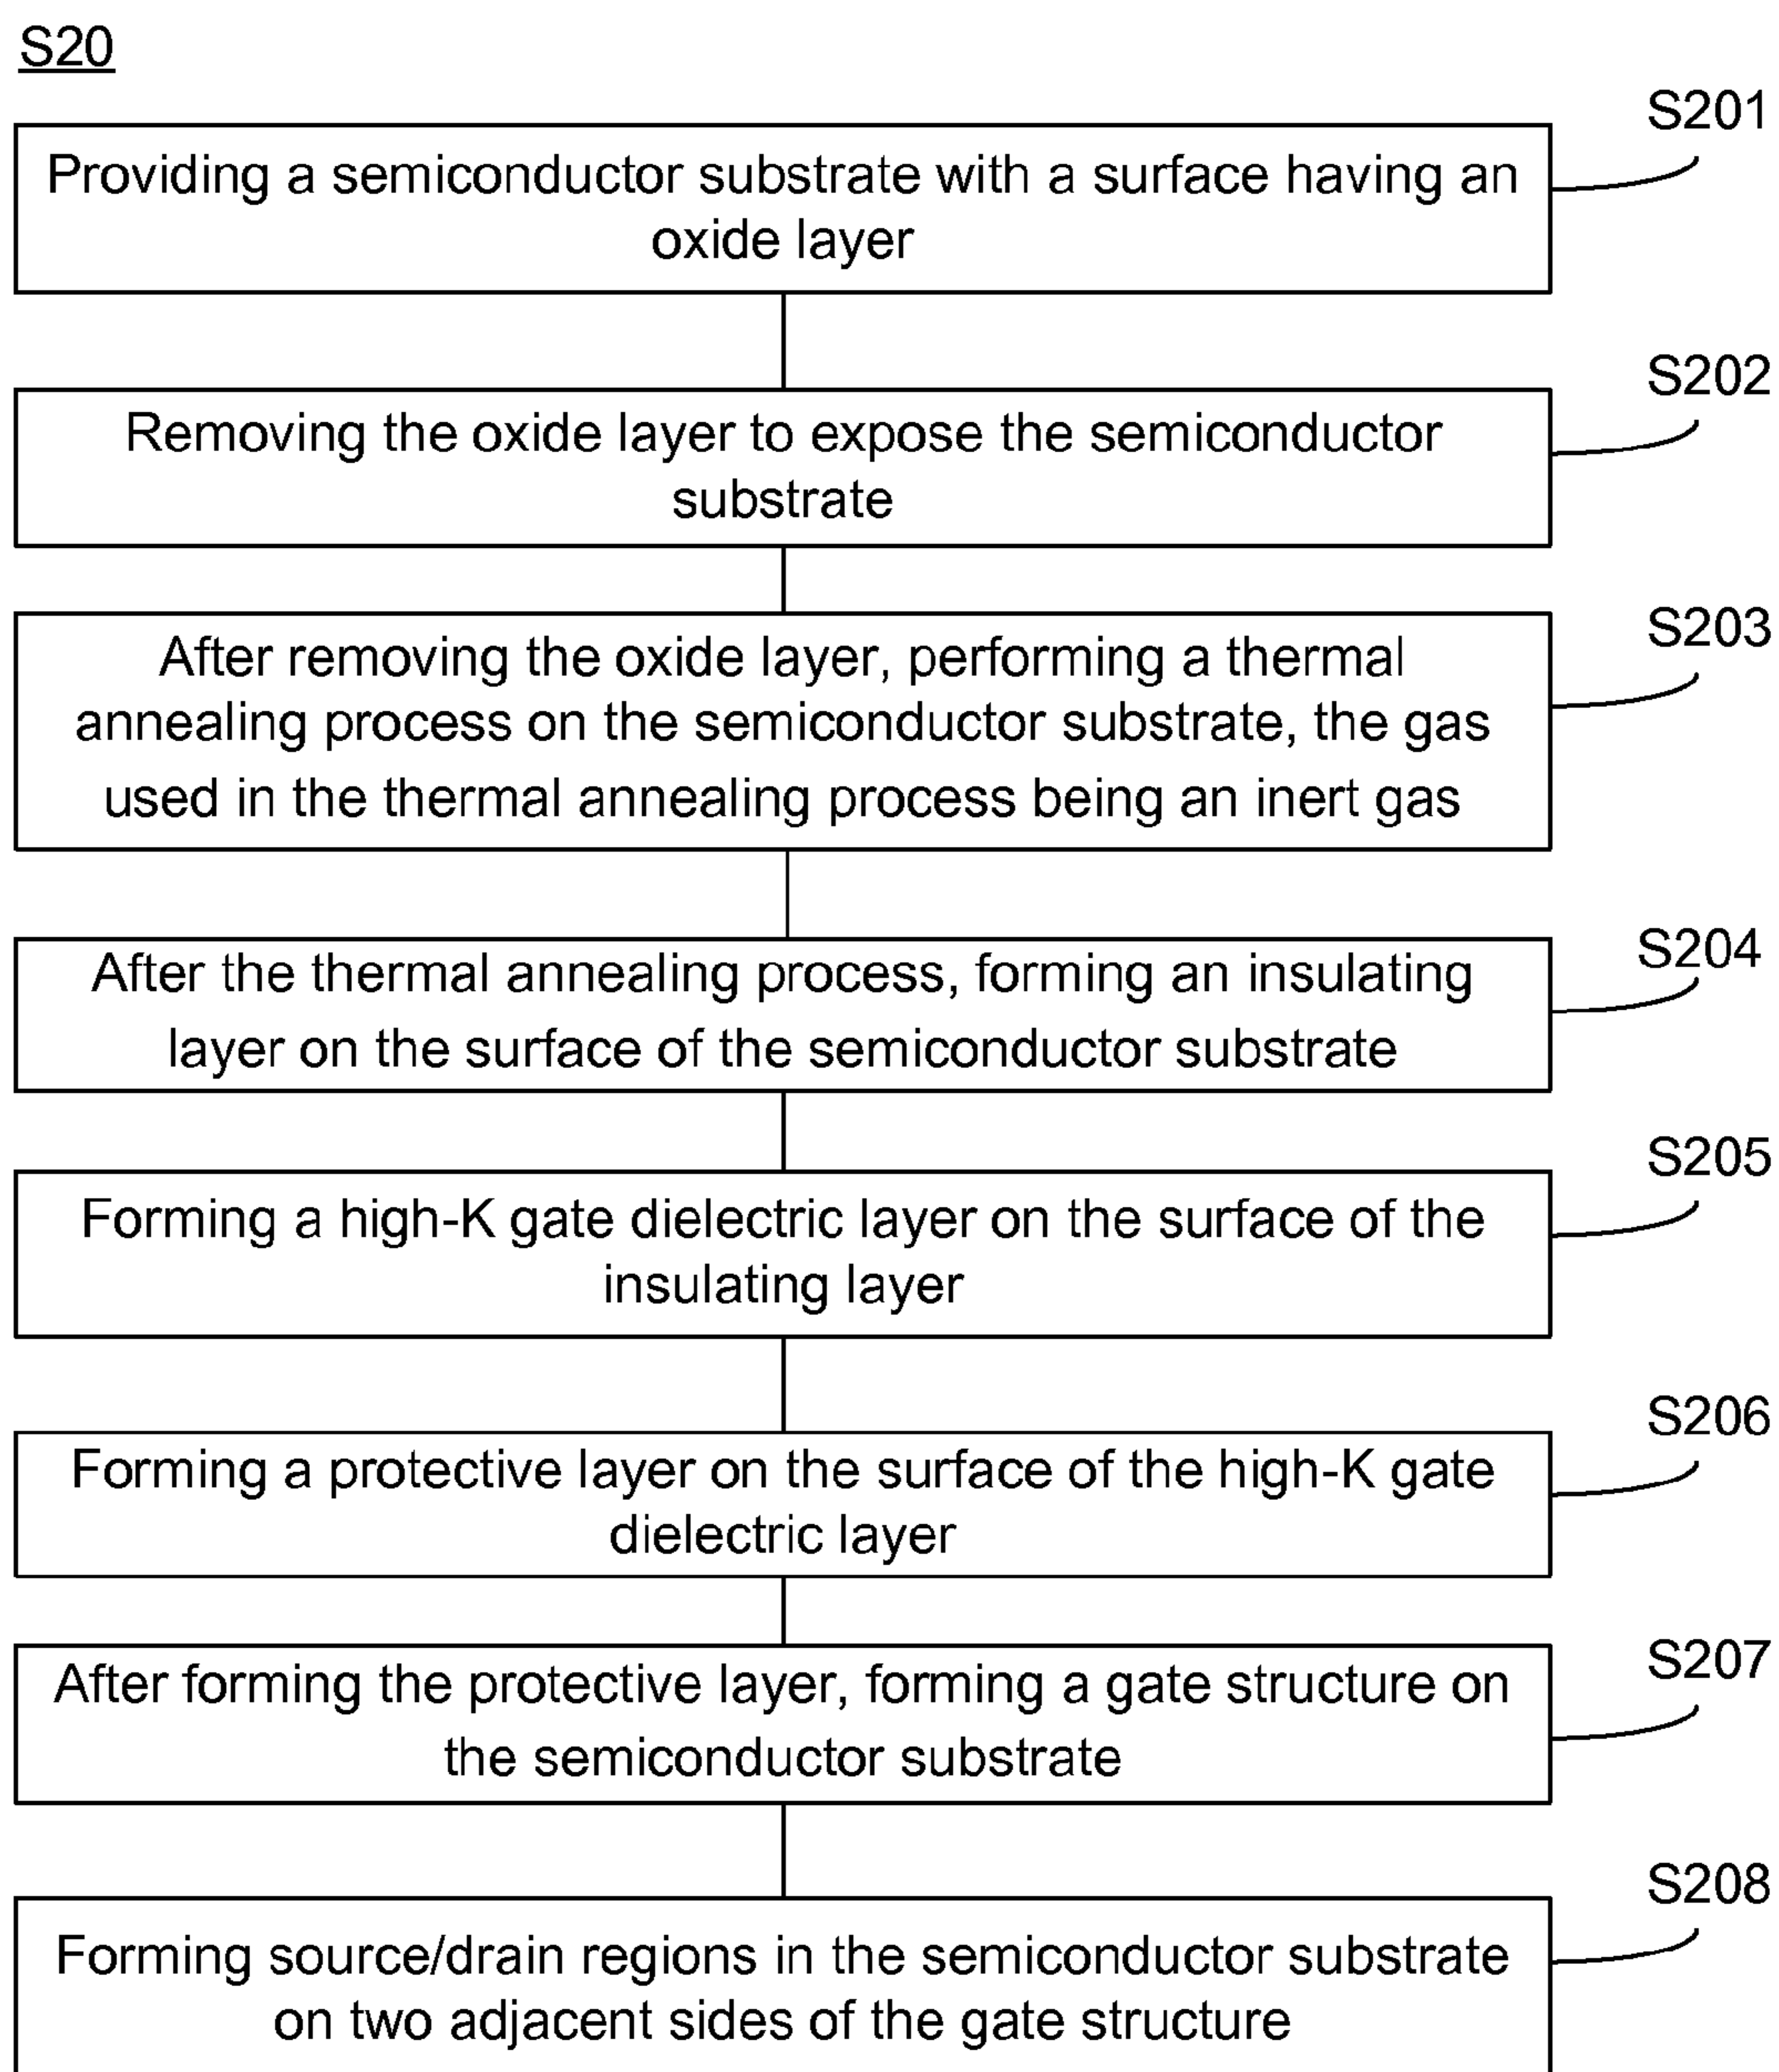 S20
S201
Providing a semiconductor substrate with a surface having an
oxide layer
S202
Removing the oxide layer to expose the semiconductor
substrate
S203
After removing the oxide layer, performing a thermal
annealing process on the semiconductor substrate, the gas
used in the thermal annealing process being an inert gas
S204
After the thermal annealing process, forming an insulating
layer on the surface of the semiconductor substrate
S205
Forming a high-K gate dielectric layer on the surface of the
insulating layer
S206
Forming a protective layer on the surface of the high-K gate
dielectric layer
S207
After forming the protective layer, forming a gate structure on
the semiconductor substrate
S208
Forming source/drain regions in the semiconductor substrate
on two adjacent sides of the gate structure